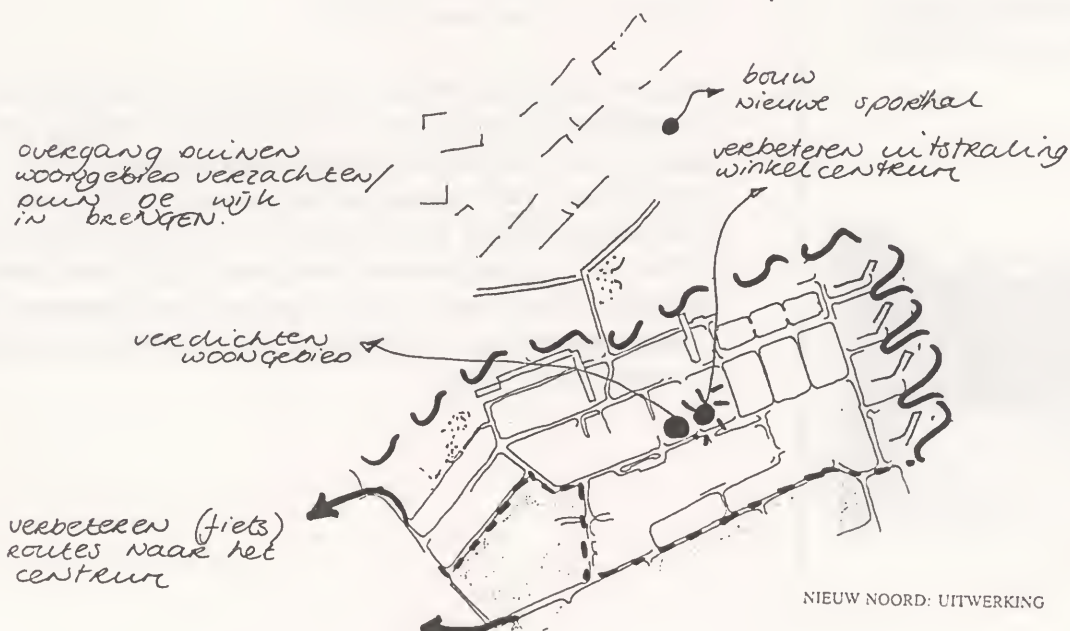 bouw
nieuwe sporthal
overgang duinen
woongebied verzachten/
duin de wijk
in brengen.
verbeteren uitstraling
winkelcentrum
verdichten
woongebied
verbeteren (fiets)
routes naar het
centrum
NIEUW NOORD: UITWERKING